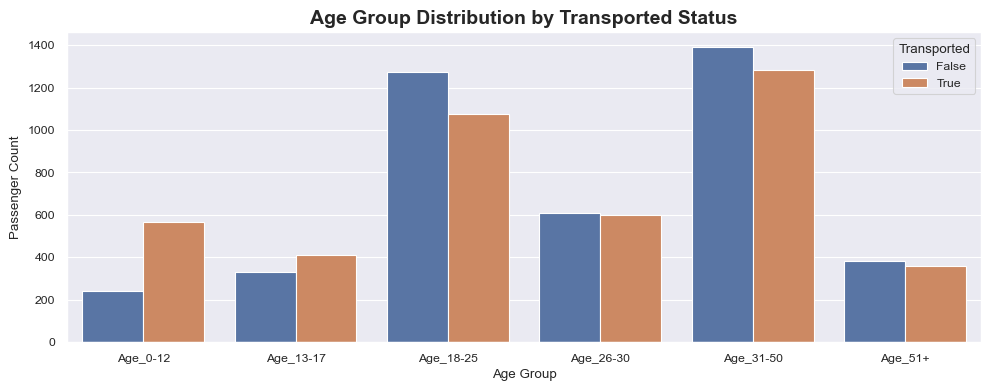 Age Group Distribution by Transported Status
Transported
False
True
Passenger Count
1400
1200
1000
800
600
400
200
0
Age_0-12
Age_13-17
Age_18-25
Age_26-30
Age_31-50
Age_51+
Age Group